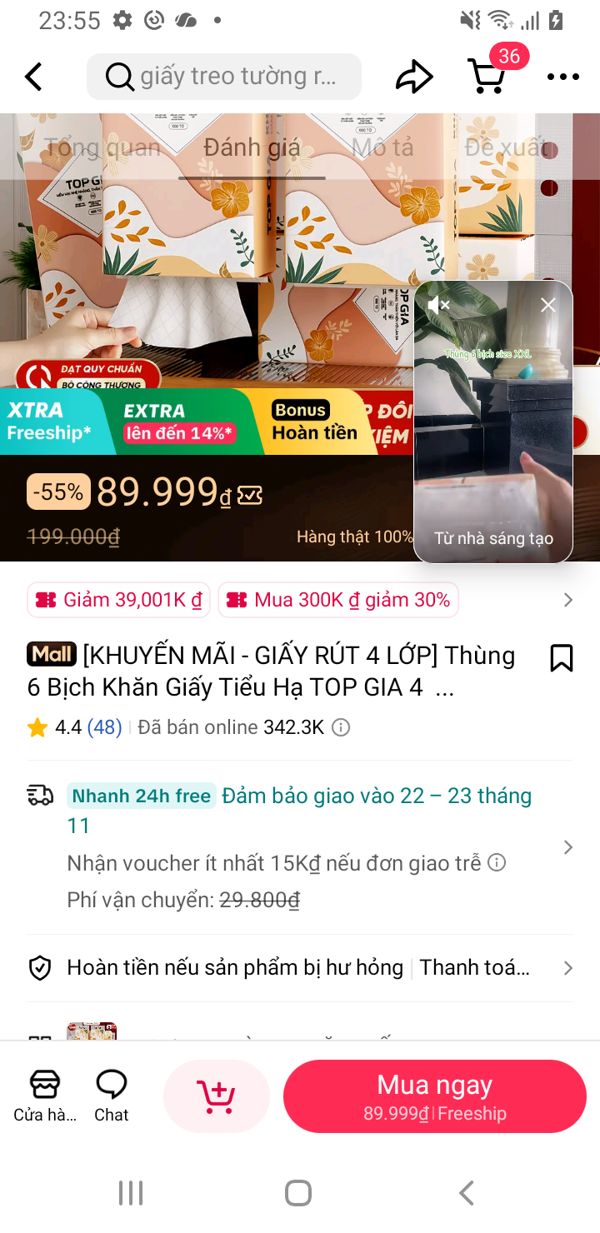 23:55
36
giấy treo tường r...
Tổng quan
Đánh giá
Mô tả
Đề xuất
TOP GIA
TOP GIA
ĐẠT QUY CHUẨN
BỘ CÔNG THƯƠNG
XTRA
Freeship*
EXTRA
lên đến 14%*
Bonus
Hoàn tiền
Thùng 6 bịch size XXL
-55% 89.999₫
199.000₫
Hàng thật 100%
Từ nhà sáng tạo
Giảm 39,001K ₫
Mua 300K ₫ giảm 30%
Mall [KHUYẾN MÃI - GIẤY RÚT 4 LỚP] Thùng
6 Bịch Khăn Giấy Tiểu Hạ TOP GIA 4 ...
4.4 (48) Đã bán online 342.3K
Nhanh 24h free Đảm bảo giao vào 22 – 23 tháng
11
Nhận voucher ít nhất 15K₫ nếu đơn giao trễ
Phí vận chuyển: 29.800₫
Hoàn tiền nếu sản phẩm bị hư hỏng | Thanh toá...
Cửa hà...
Chat
Mua ngay
89.999₫ | Freeship